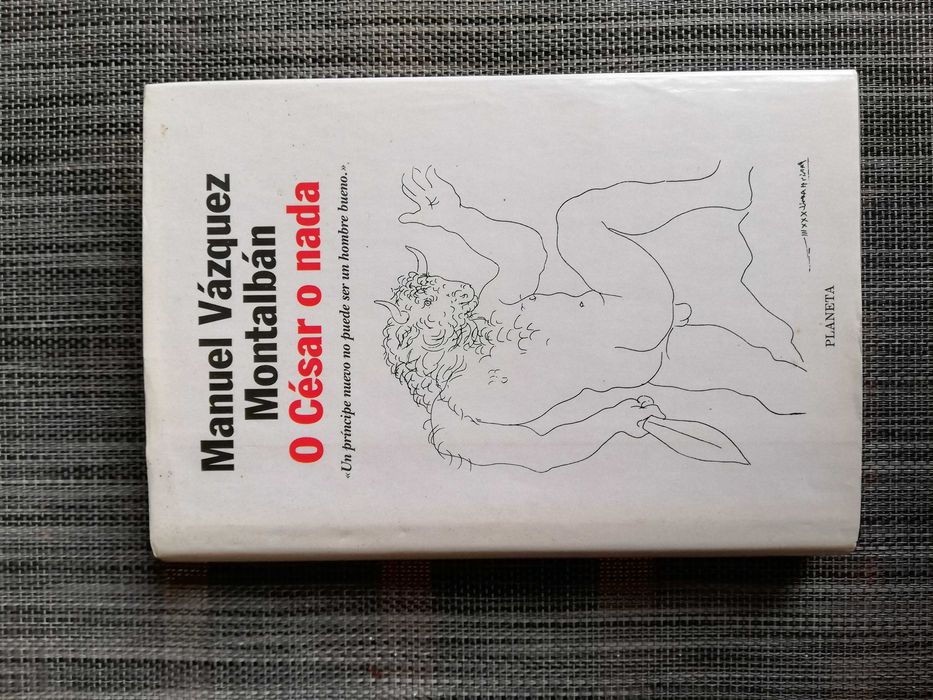 Manuel Vázquez
Montalbán
O César o nada
«Un príncipe nuevo no puede ser un hombre bueno.»
PLANETA